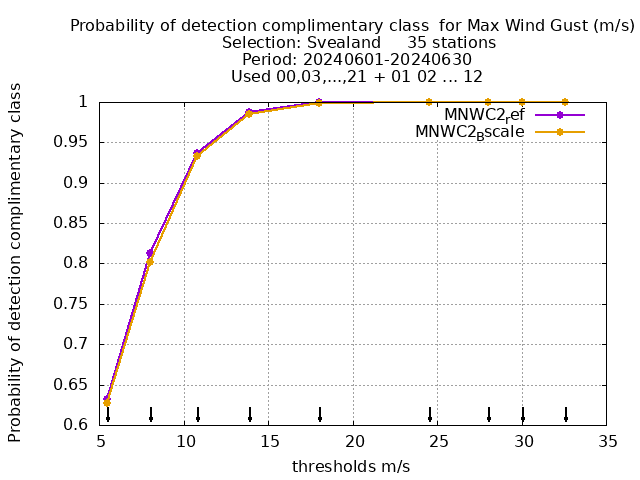 Probability of detection complimentary class  for Max Wind Gust (m/s)
Selection: Svealand     35 stations
Period: 20240601-20240630
Used 00,03,...,21 + 01 02 ... 12
Probability of detection complimentary class
1
0.95
0.9
0.85
0.8
0.75
0.7
0.65
0.6
MNWC2ref
MNWC2Bscale
5 10 15 20 25 30 35
thresholds m/s